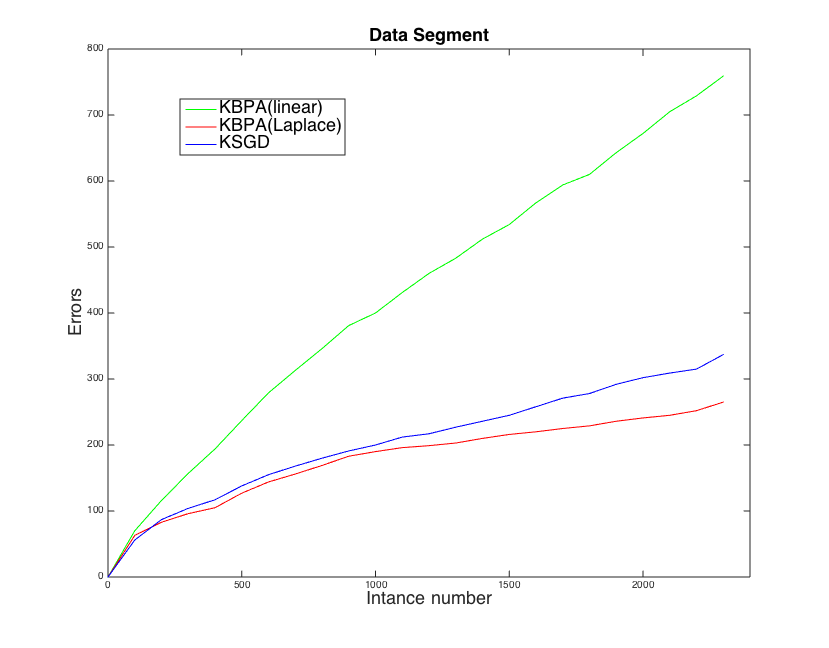 Data Segment
800
700
600
500
400
300
200
100
0
KBPA(linear)
KBPA(Laplace)
KSGD
Errors
0 500 1000 1500 2000
Intance number